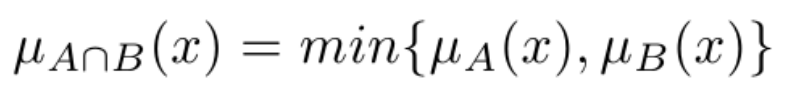 μ_{A∩B}(x) = min{μ_A(x), μ_B(x)}